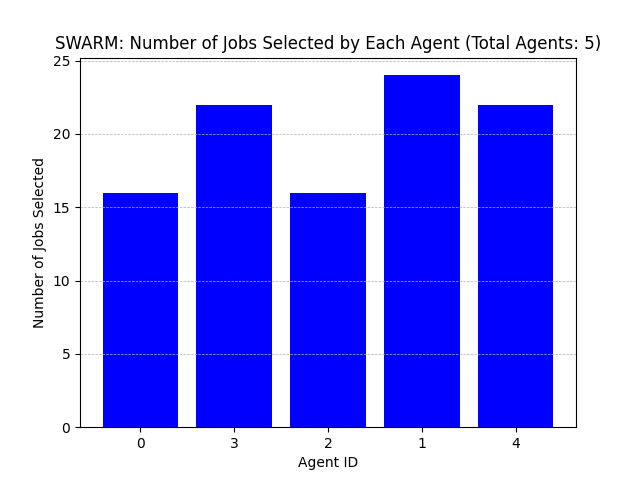 SWARM: Number of Jobs Selected by Each Agent (Total Agents: 5)
25
20
15
10
5
0
Number of Jobs Selected
0 3 2 1 4
Agent ID